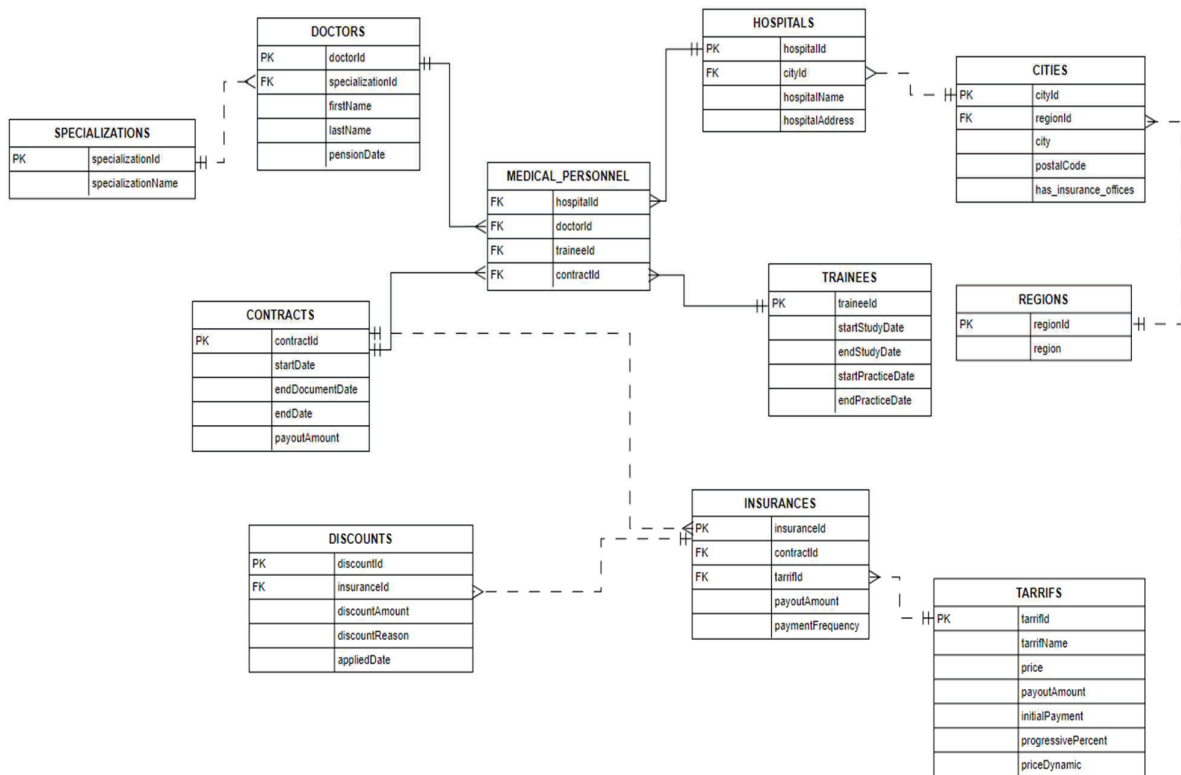 DOCTORS
PK doctorId
FK specializationId
firstName
lastName
pensionDate
HOSPITALS
PK hospitalId
FK cityId
hospitalName
hospitalAddress
CITIES
PK cityId
FK regionId
city
postalCode
has_insurance_offices
SPECIALIZATIONS
PK specializationId
specializationName
MEDICAL_PERSONNEL
FK hospitalId
FK doctorId
FK traineeId
FK contractId
TRAINEES
PK traineeId
startStudyDate
endStudyDate
startPracticeDate
endPracticeDate
REGIONS
PK regionId
region
CONTRACTS
PK contractId
startDate
endDocumentDate
endDate
payoutAmount
INSURANCES
PK insuranceId
FK contractId
FK tarrifId
payoutAmount
paymentFrequency
DISCOUNTS
PK discountId
FK insuranceId
discountAmount
discountReason
appliedDate
TARRIFS
PK tarrifId
tarrifName
price
payoutAmount
initialPayment
progressivePercent
priceDynamic